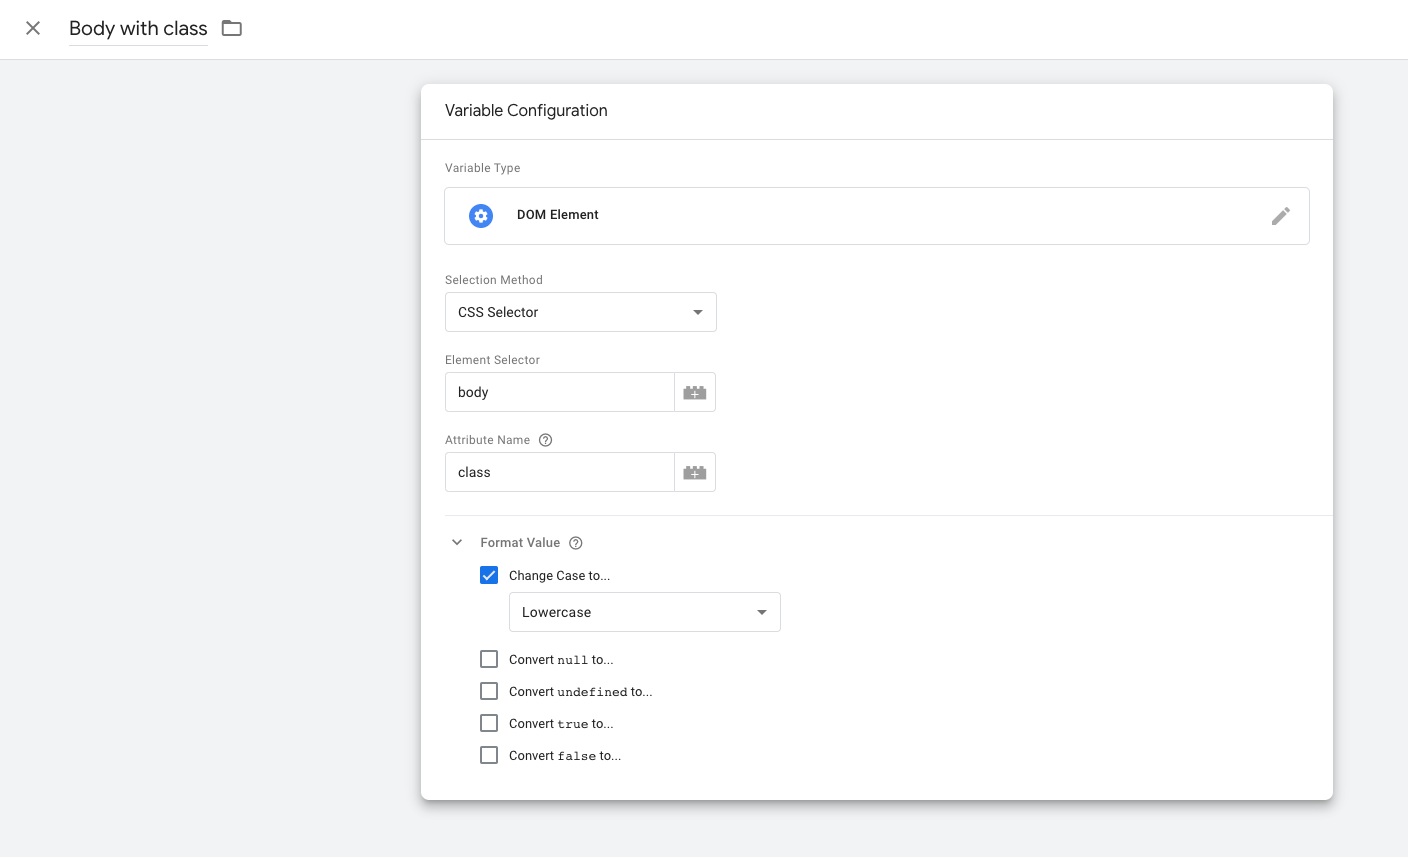 Body with class
Variable Configuration
Variable Type
DOM Element
Selection Method
CSS Selector
Element Selector
body
Attribute Name
class
Format Value
Change Case to...
Lowercase
Convert null to...
Convert undefined to...
Convert true to...
Convert false to...